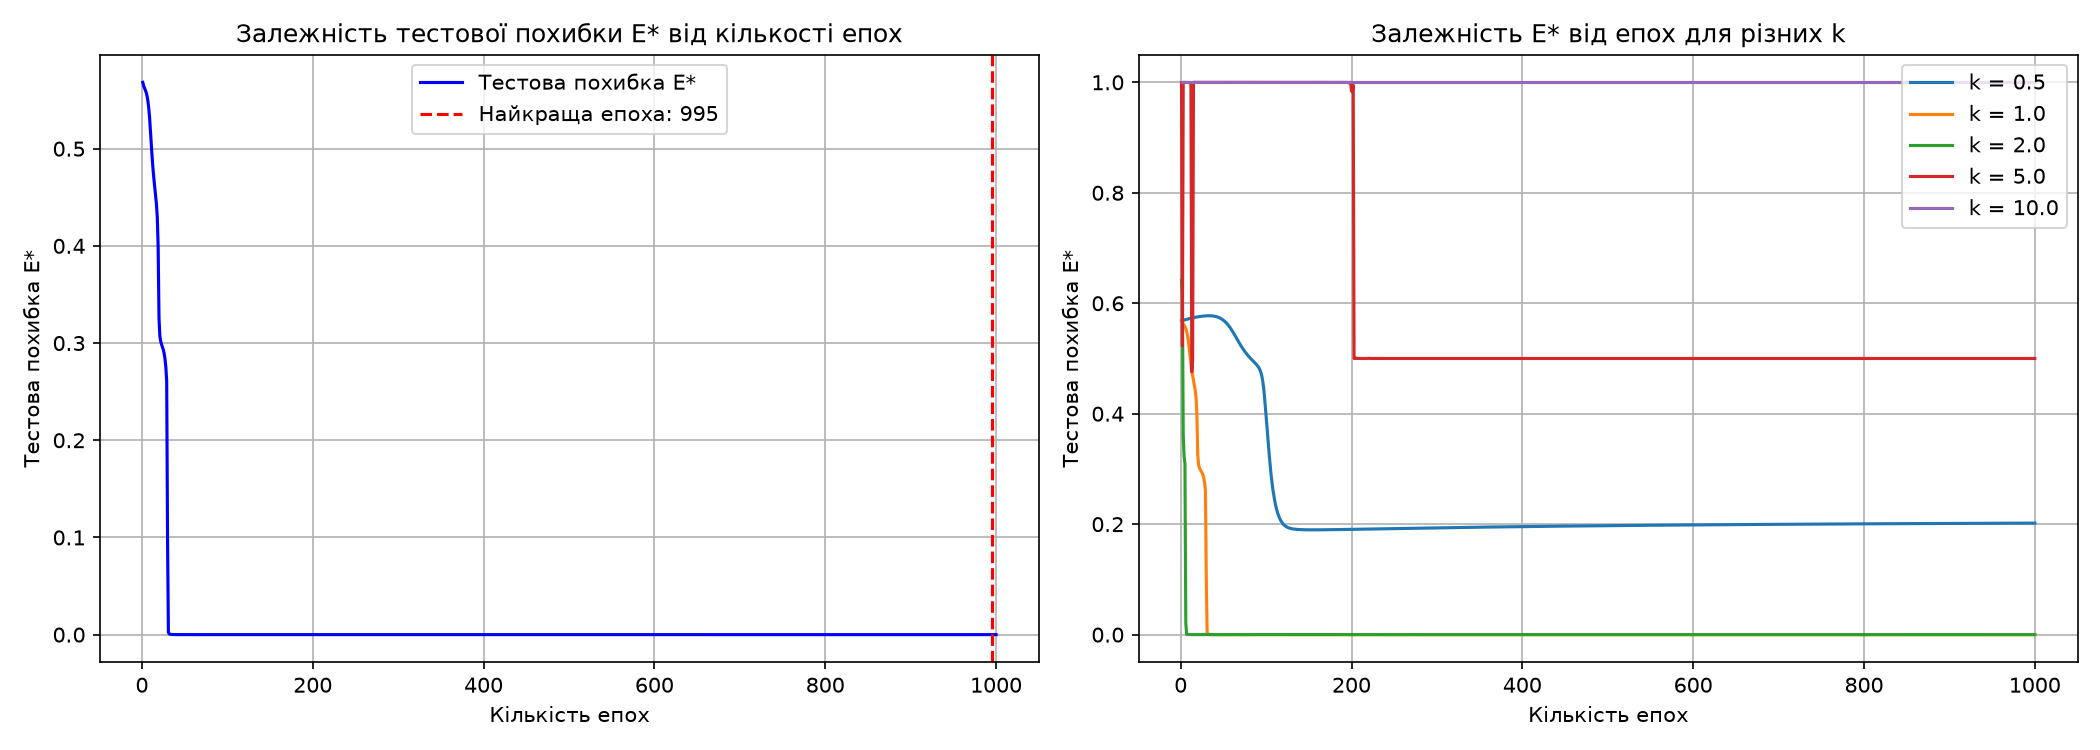 Залежність тестової похибки E* від кількості епох
Тестова похибка E*
Найкраща епоха: 995
0.5
0.4
0.3
0.2
0.1
0.0
Тестова похибка E*
0
200
400
600
800
1000
Кількість епох
Залежність E* від епох для різних k
k = 0.5
k = 1.0
k = 2.0
k = 5.0
k = 10.0
1.0
0.8
0.6
0.4
0.2
0.0
Тестова похибка E*
0
200
400
600
800
1000
Кількість епох